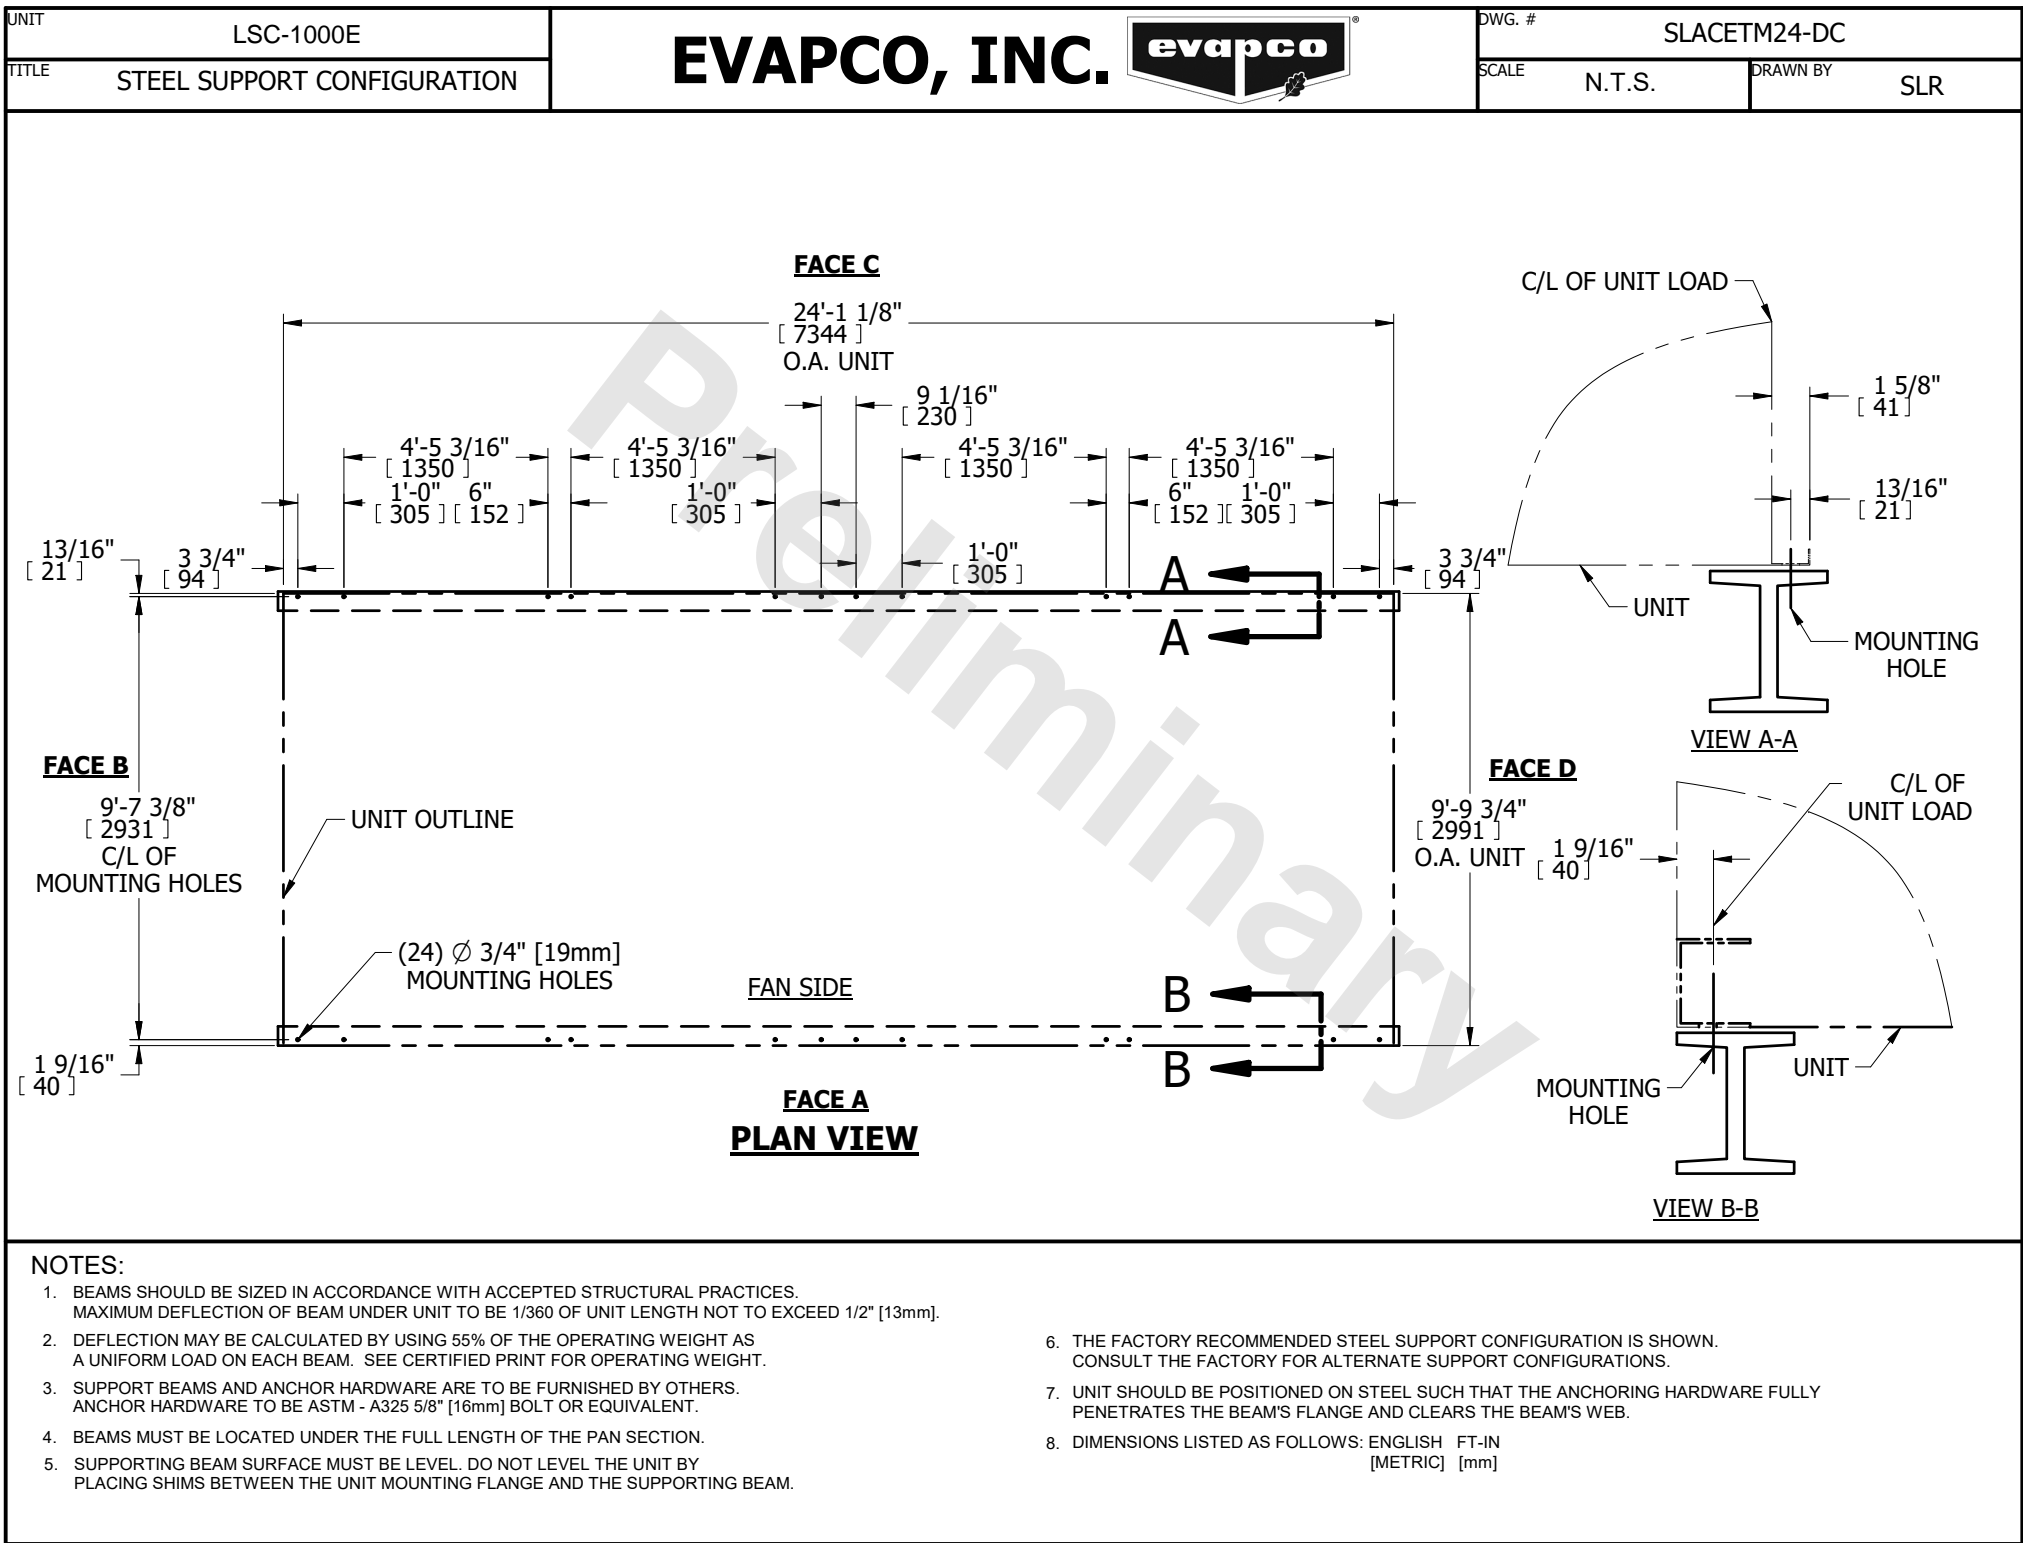 UNIT
LSC-1000E
TITLE
STEEL SUPPORT CONFIGURATION
EVAPCO, INC.
evapco
®
DWG. #
SLACETM24-DC
SCALE
N.T.S.
DRAWN BY
SLR
FACE C
24'-1 1/8"
[ 7344 ]
O.A. UNIT
9 1/16"
[ 230 ]
4'-5 3/16"
[ 1350 ]
4'-5 3/16"
[ 1350 ]
4'-5 3/16"
[ 1350 ]
4'-5 3/16"
[ 1350 ]
1'-0"
[ 305 ]
6"
[ 152 ]
1'-0"
[ 305 ]
6"
[ 152 ]
1'-0"
[ 305 ]
13/16"
[ 21 ]
3 3/4"
[ 94 ]
1'-0"
[ 305 ]
3 3/4"
[ 94 ]
A
A
FACE B
9'-7 3/8"
[ 2931 ]
C/L OF
MOUNTING HOLES
UNIT OUTLINE
FACE D
9'-9 3/4"
[ 2991 ]
O.A. UNIT
(24) Ø 3/4" [19mm]
MOUNTING HOLES
FAN SIDE
B
B
1 9/16"
[ 40 ]
FACE A
PLAN VIEW
Preliminary
C/L OF UNIT LOAD
1 5/8"
[ 41 ]
13/16"
[ 21 ]
UNIT
MOUNTING
HOLE
VIEW A-A
C/L OF
UNIT LOAD
1 9/16"
[ 40 ]
UNIT
MOUNTING
HOLE
VIEW B-B
NOTES:
1. BEAMS SHOULD BE SIZED IN ACCORDANCE WITH ACCEPTED STRUCTURAL PRACTICES.
MAXIMUM DEFLECTION OF BEAM UNDER UNIT TO BE 1/360 OF UNIT LENGTH NOT TO EXCEED 1/2" [13mm].
2. DEFLECTION MAY BE CALCULATED BY USING 55% OF THE OPERATING WEIGHT AS
A UNIFORM LOAD ON EACH BEAM. SEE CERTIFIED PRINT FOR OPERATING WEIGHT.
3. SUPPORT BEAMS AND ANCHOR HARDWARE ARE TO BE FURNISHED BY OTHERS.
ANCHOR HARDWARE TO BE ASTM - A325 5/8" [16mm] BOLT OR EQUIVALENT.
4. BEAMS MUST BE LOCATED UNDER THE FULL LENGTH OF THE PAN SECTION.
5. SUPPORTING BEAM SURFACE MUST BE LEVEL. DO NOT LEVEL THE UNIT BY
PLACING SHIMS BETWEEN THE UNIT MOUNTING FLANGE AND THE SUPPORTING BEAM.
6. THE FACTORY RECOMMENDED STEEL SUPPORT CONFIGURATION IS SHOWN.
CONSULT THE FACTORY FOR ALTERNATE SUPPORT CONFIGURATIONS.
7. UNIT SHOULD BE POSITIONED ON STEEL SUCH THAT THE ANCHORING HARDWARE FULLY
PENETRATES THE BEAM'S FLANGE AND CLEARS THE BEAM'S WEB.
8. DIMENSIONS LISTED AS FOLLOWS: ENGLISH FT-IN
[METRIC] [mm]